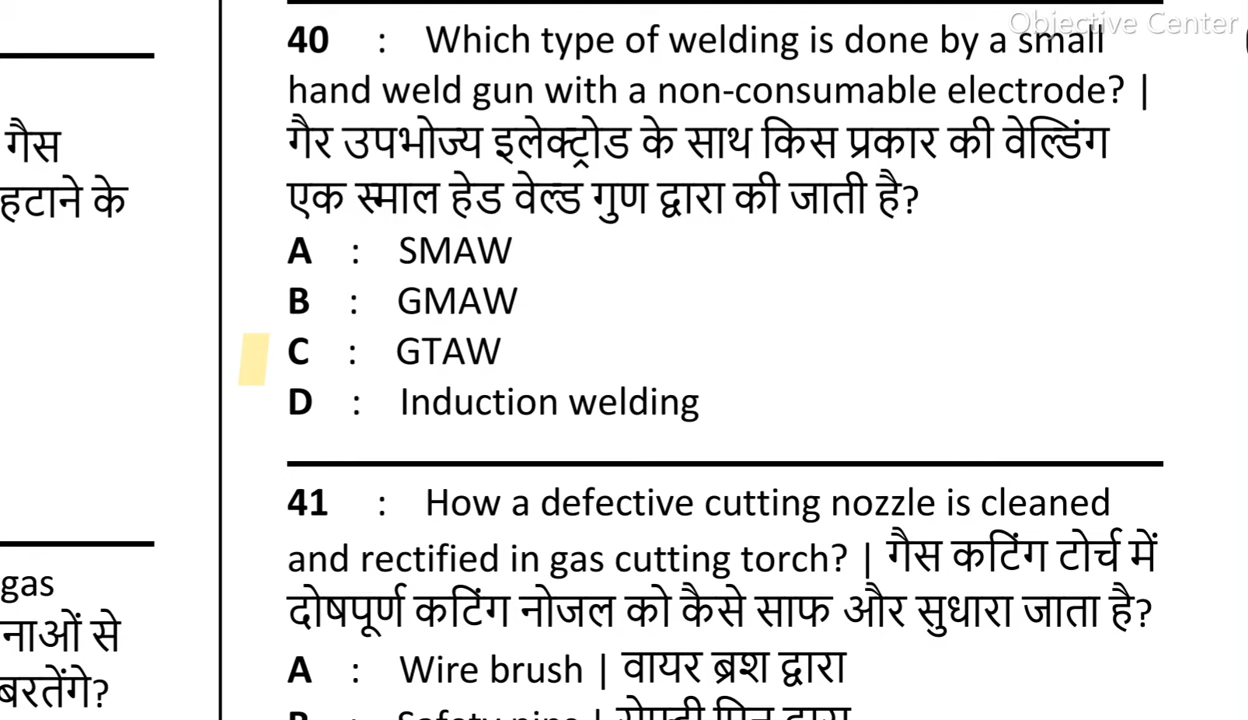 Objective Center
गैस
हटाने के
gas
नाओं से
बरतेंगे?
40 : Which type of welding is done by a small
hand weld gun with a non-consumable electrode? |
गैर उपभोज्य इलेक्ट्रोड के साथ किस प्रकार की वेल्डिंग
एक स्माल हेड वेल्ड गुण द्वारा की जाती है?
A : SMAW
B : GMAW
C : GTAW
D : Induction welding
41 : How a defective cutting nozzle is cleaned
and rectified in gas cutting torch? | गैस कटिंग टोर्च में
दोषपूर्ण कटिंग नोजल को कैसे साफ और सुधारा जाता है?
A : Wire brush | वायर ब्रश द्वारा